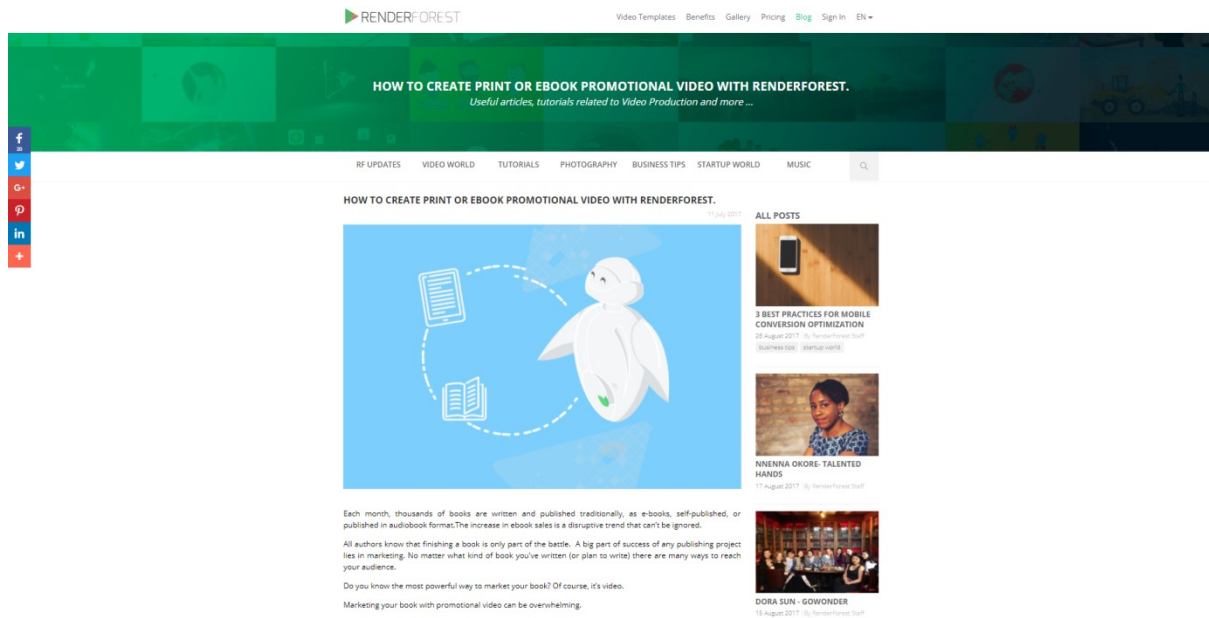 RENDERFOREST
Video Templates Benefits Gallery Pricing Blog Sign In EN
HOW TO CREATE PRINT OR EBOOK PROMOTIONAL VIDEO WITH RENDERFOREST.
Useful articles, tutorials related to Video Production and more ...
f
20
G+
in
+
RF UPDATES VIDEO WORLD TUTORIALS PHOTOGRAPHY BUSINESS TIPS STARTUP WORLD MUSIC
HOW TO CREATE PRINT OR EBOOK PROMOTIONAL VIDEO WITH RENDERFOREST.
11 July 2017
Each month, thousands of books are written and published traditionally, as e-books, self-published, or
published in audiobook format.The increase in ebook sales is a disruptive trend that can't be ignored.
All authors know that finishing a book is only part of the battle. A big part of success of any publishing project
lies in marketing. No matter what kind of book you've written (or plan to write) there are many ways to reach
your audience.
Do you know the most powerful way to market your book? Of course, it's video.
Marketing your book with promotional video can be overwhelming.
ALL POSTS
3 BEST PRACTICES FOR MOBILE
CONVERSION OPTIMIZATION
28 August 2017 By Renderforest Staff
business tips startup world
NNENNA OKORE- TALENTED
HANDS
17 August 2017 By Renderforest Staff
DORA SUN - GOWONDER
15 August 2017 By Renderforest Staff